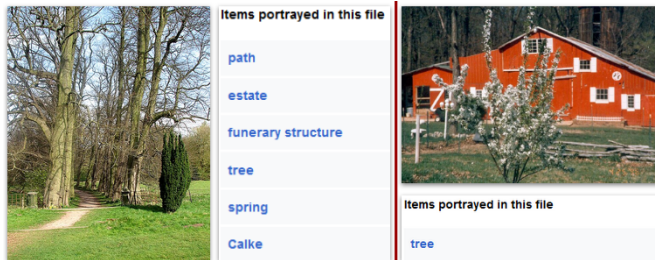 Items portrayed in this file
path
estate
funerary structure
tree
spring
Calke
Items portrayed in this file
tree